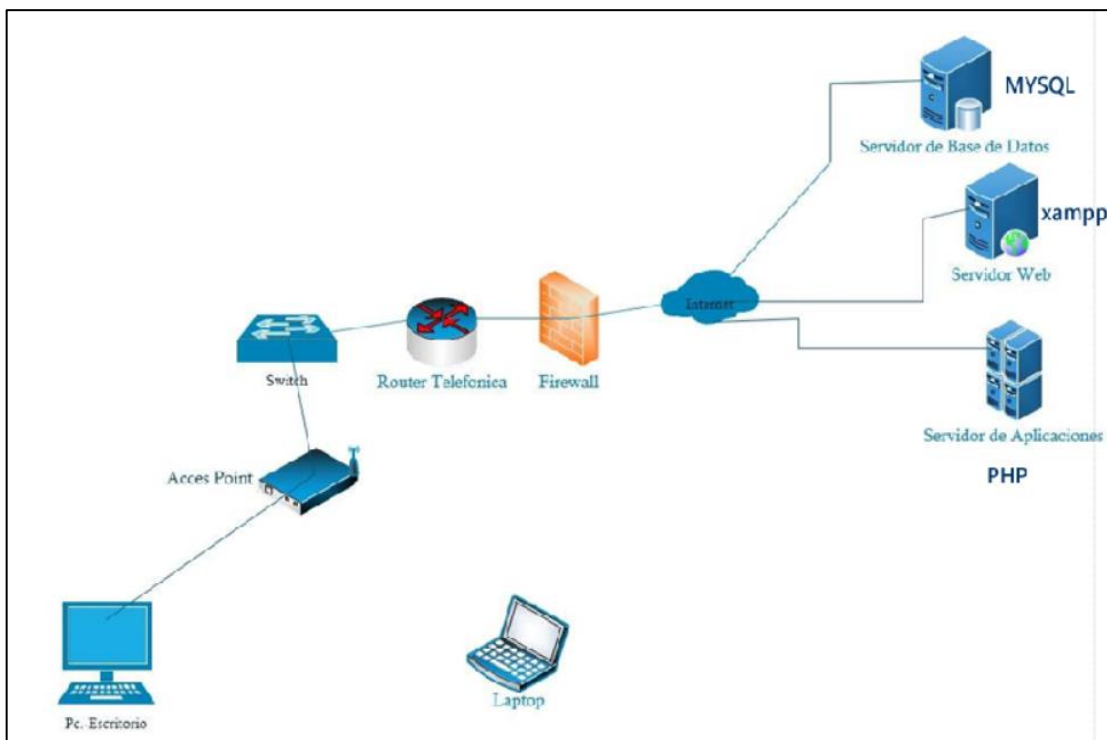 MYSQL
Servidor de Base de Datos
xampp
Servidor Web
Internet
Switch
Router Telefonica
Firewall
Servidor de Aplicaciones
PHP
Acces Point
Laptop
Pc. Escritorio